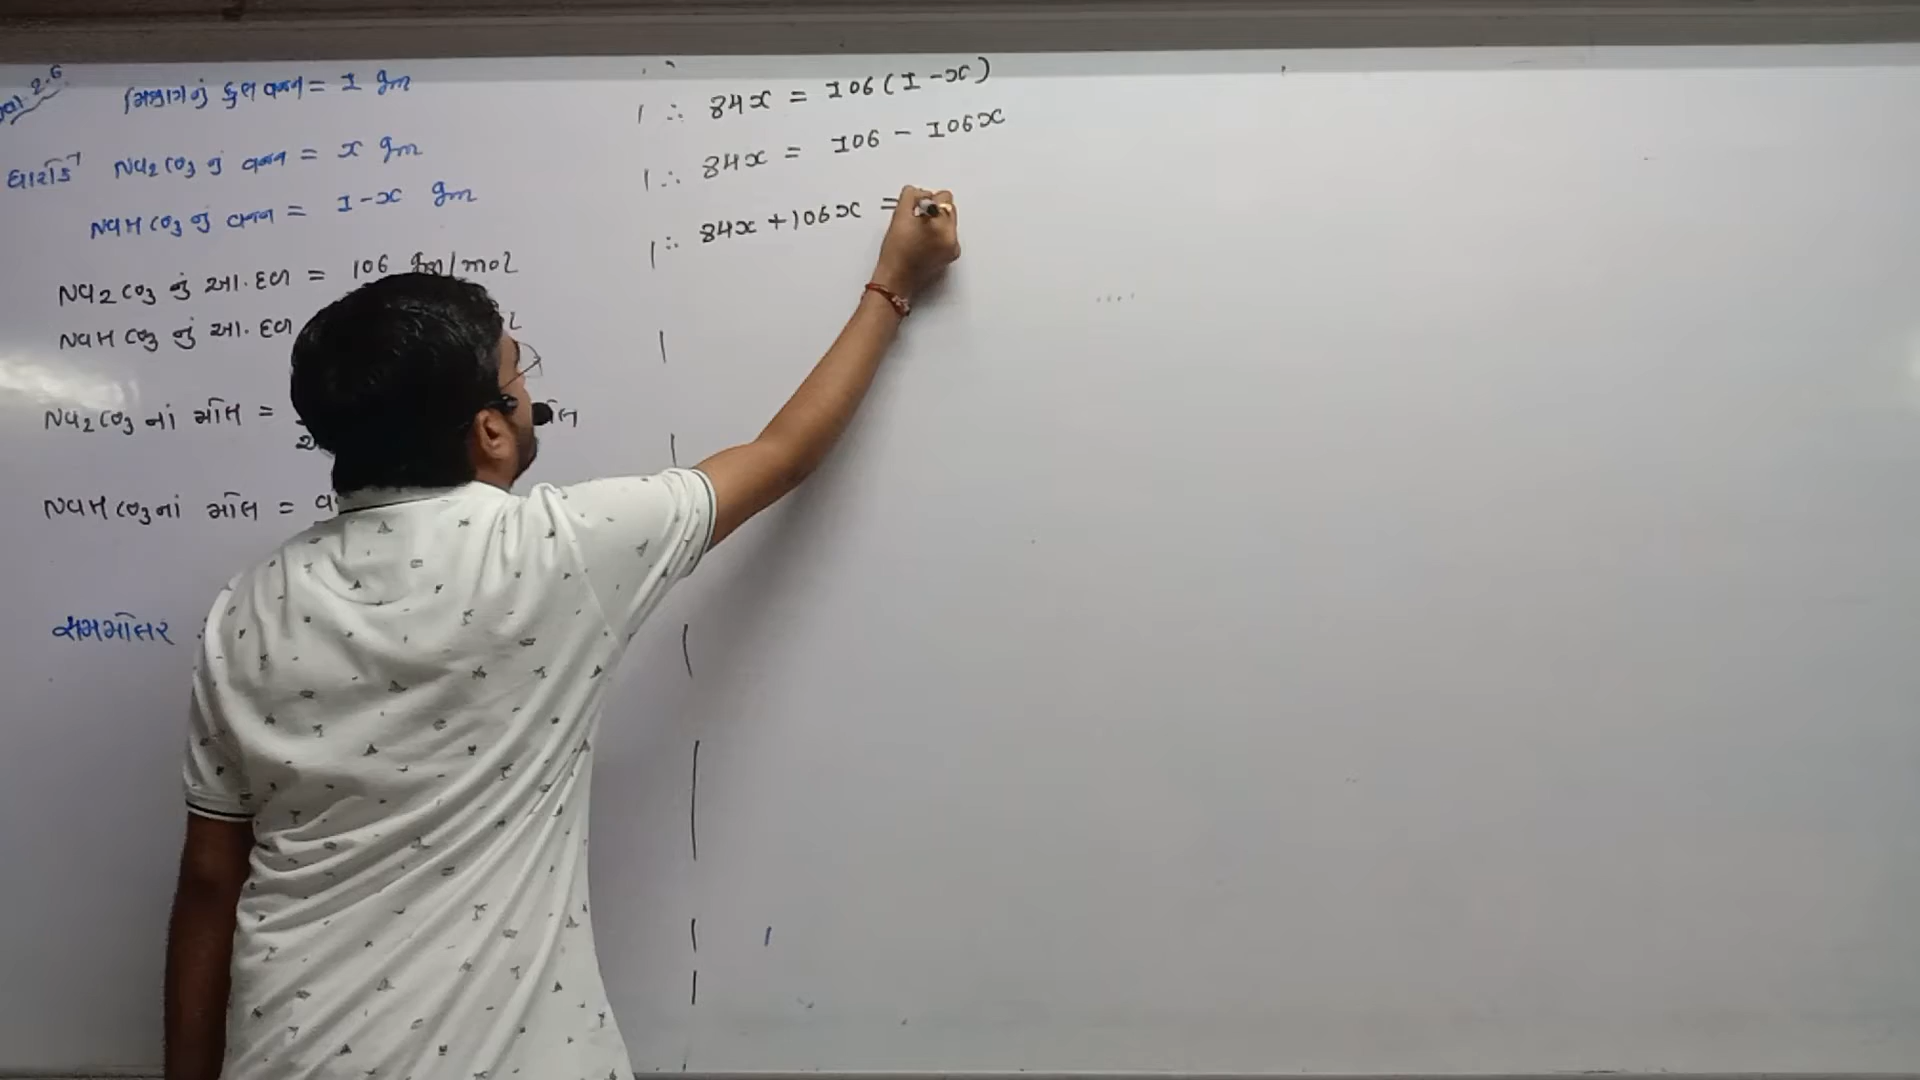 મિશ્રણનું કુલ વજન = 1 gm
ધારોકે Na2CO3 નું વજન = x gm
NaHCO3 નું વજન = 1-x gm
Na2CO3 નું આ.દળ = 106 gm/mol
NaHCO3 નું આ.દળ
Na2CO3 નાં મોલ =
NaHCO3 નાં મોલ =
સમમોલર
∴ 84x = 106(1-x)
∴ 84x = 106 - 106x
∴ 84x + 106x =